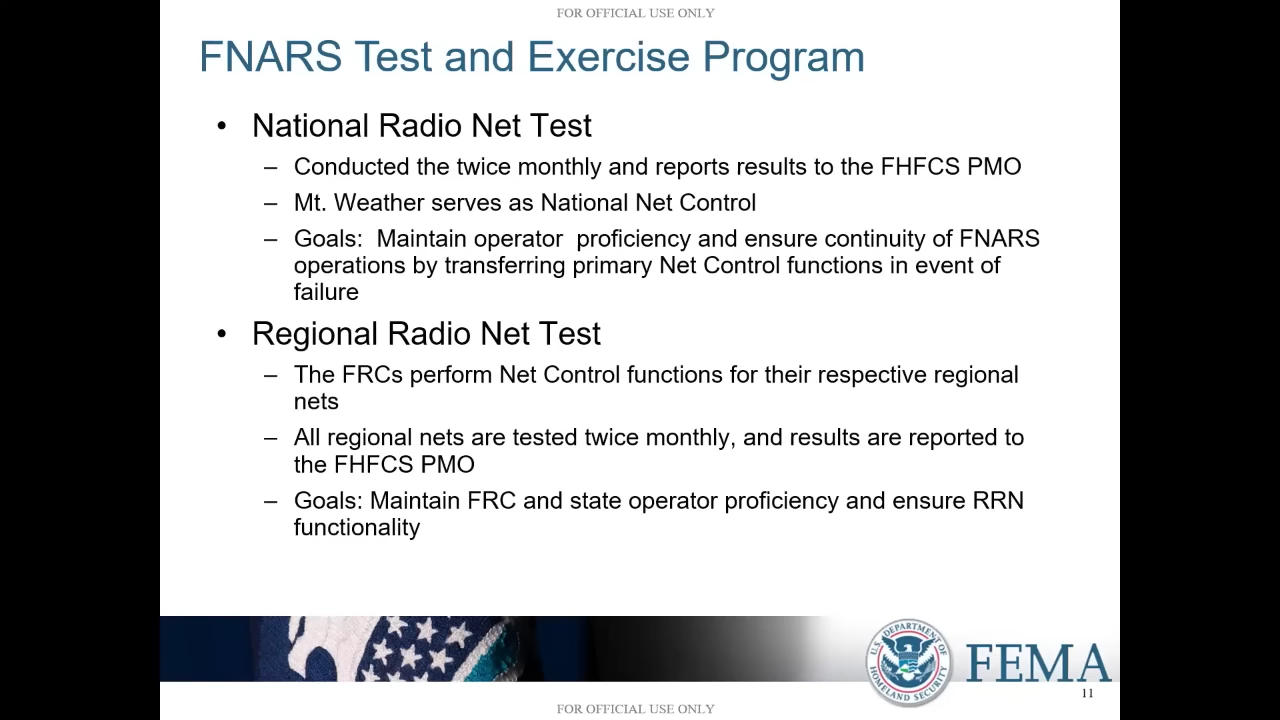 FOR OFFICIAL USE ONLY
FNARS Test and Exercise Program
• National Radio Net Test
– Conducted the twice monthly and reports results to the FHFCS PMO
– Mt. Weather serves as National Net Control
– Goals:  Maintain operator  proficiency and ensure continuity of FNARS
operations by transferring primary Net Control functions in event of
failure
• Regional Radio Net Test
– The FRCs perform Net Control functions for their respective regional
nets
– All regional nets are tested twice monthly, and results are reported to
the FHFCS PMO
– Goals: Maintain FRC and state operator proficiency and ensure RRN
functionality
U.S. DEPARTMENT OF
HOMELAND SECURITY
FEMA
11
FOR OFFICIAL USE ONLY